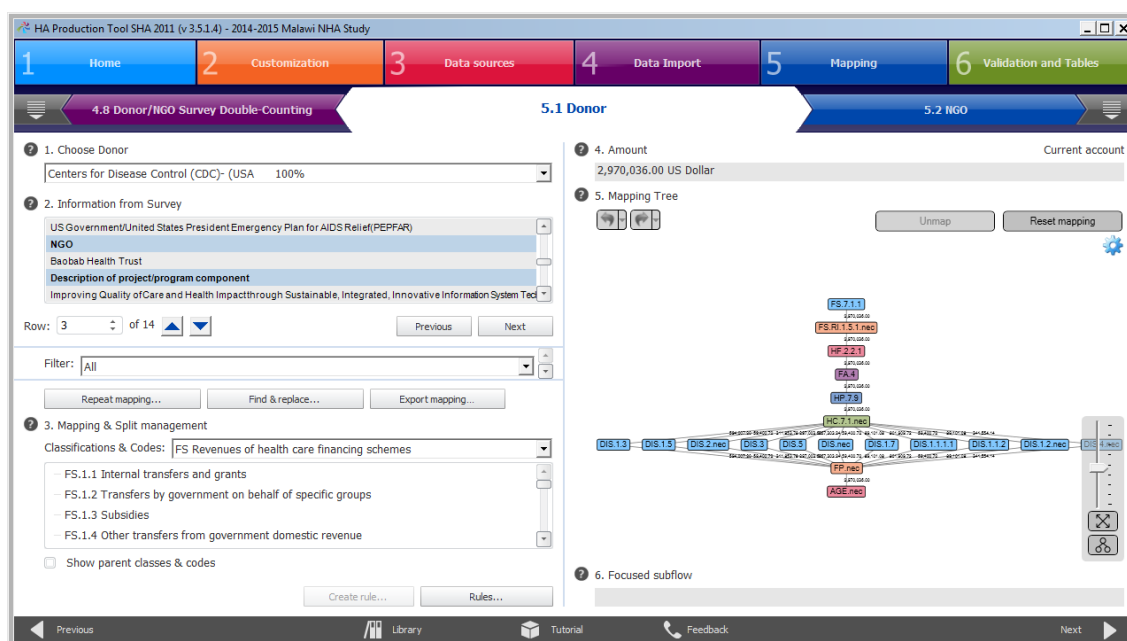 HA Production Tool SHA 2011 (v 3.5.1.4) - 2014-2015 Malawi NHA Study
1 Home
2 Customization
3 Data sources
4 Data Import
5 Mapping
6 Validation and Tables
4.8 Donor/NGO Survey Double-Counting
5.1 Donor
5.2 NGO
1. Choose Donor
Centers for Disease Control (CDC)- (USA 100%
2. Information from Survey
US Government/United States President Emergency Plan for AIDS Relief(PEPFAR)
NGO
Baobab Health Trust
Description of project/program component
Improving Quality ofCare and Health Impactthrough Sustainable, Integrated, Innovative Information System Tec
Row: 3 of 14
Previous
Next
Filter: All
Repeat mapping...
Find & replace...
Export mapping...
3. Mapping & Split management
Classifications & Codes: FS Revenues of health care financing schemes
FS.1.1 Internal transfers and grants
FS.1.2 Transfers by government on behalf of specific groups
FS.1.3 Subsidies
FS.1.4 Other transfers from government domestic revenue
Show parent classes & codes
Create rule...
Rules...
4. Amount
Current account
2,970,036.00 US Dollar
5. Mapping Tree
Unmap
Reset mapping
FS.7.1.1
FS.RI.1.5.1.nec
HF.2.2.1
FA.4
HP.7.9
HC.7.1.nec
DIS.1.3
DIS.1.5
DIS.2.nec
DIS.3
DIS.5
DIS.nec
DIS.1.7
DIS.1.1.1.1
DIS.1.1.2
DIS.1.2.nec
DIS.4.nec
FP.nec
AGE.nec
6. Focused subflow
Previous
Library
Tutorial
Feedback
Next